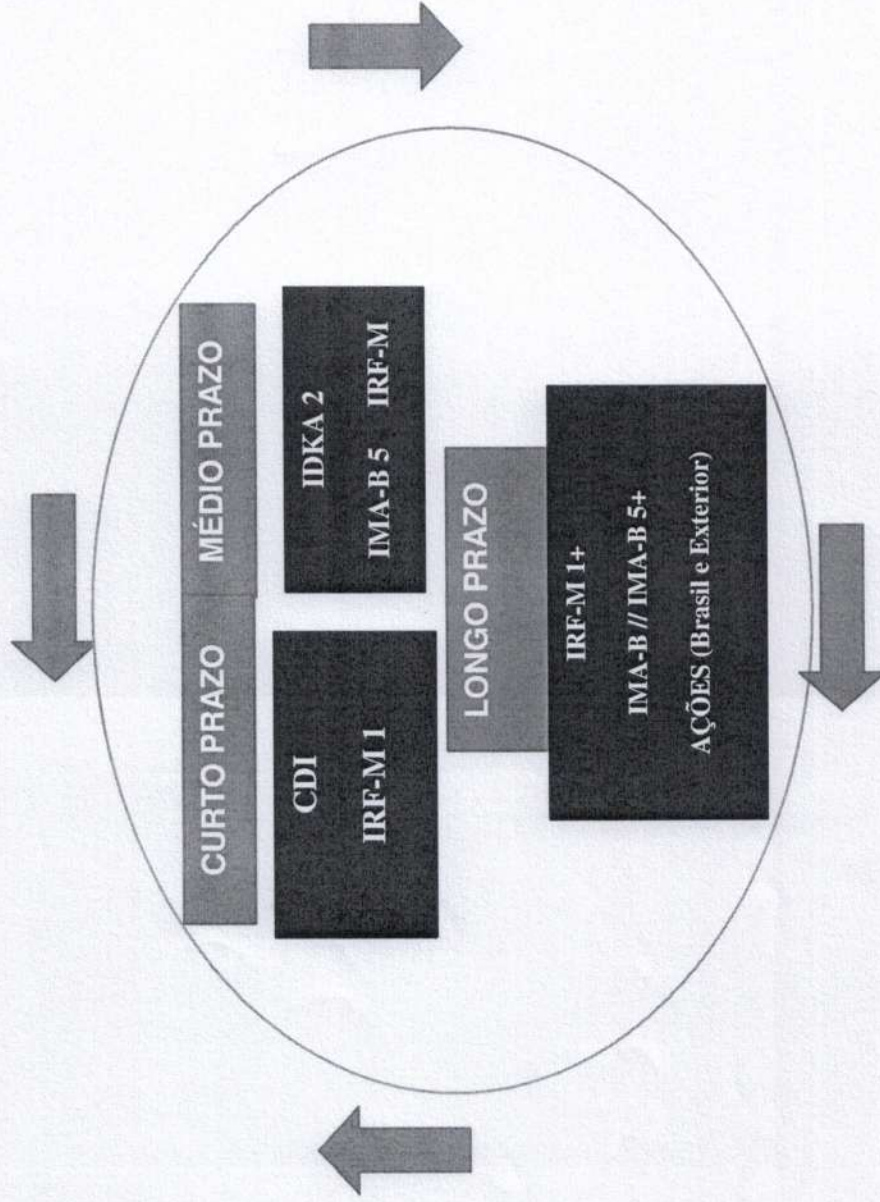 CURTO PRAZO
MÉDIO PRAZO
CDI
IRF-M 1
IDKA 2
IMA-B 5 IRF-M
LONGO PRAZO
IRF-M 1+
IMA-B // IMA-B 5+
AÇÕES (Brasil e Exterior)